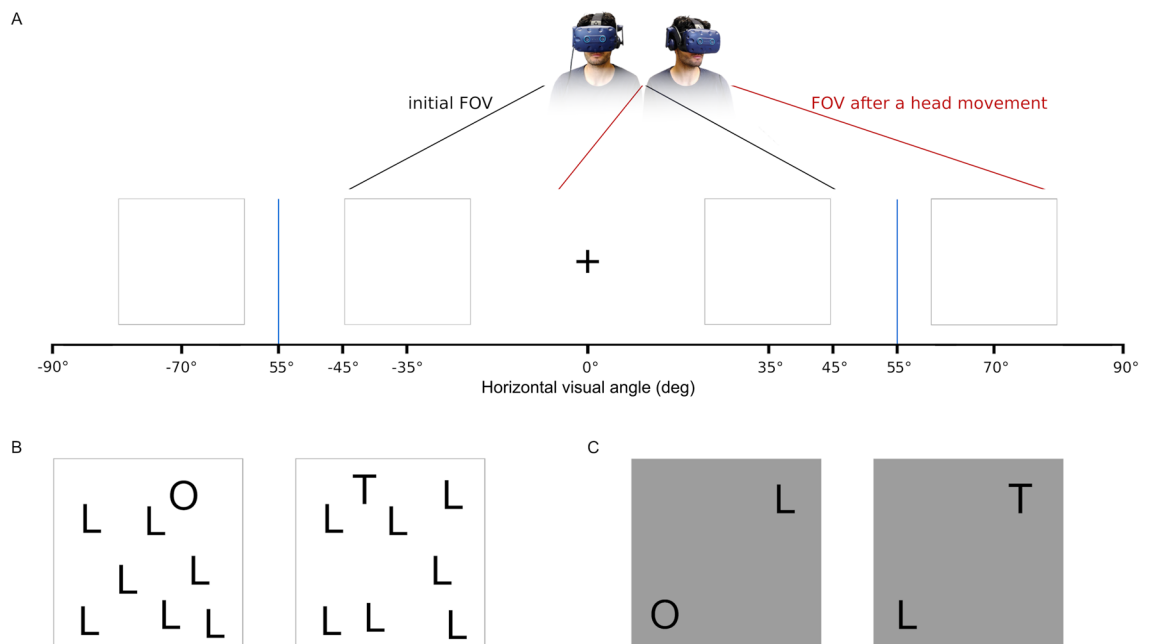 A
initial FOV
FOV after a head movement
+
-90°
-70°
55°
-45°
-35°
0°
35°
45°
55°
70°
90°
Horizontal visual angle (deg)
B
O
L L
L L
L L L
T L
L L
L
L L L
C
L
O
T
L